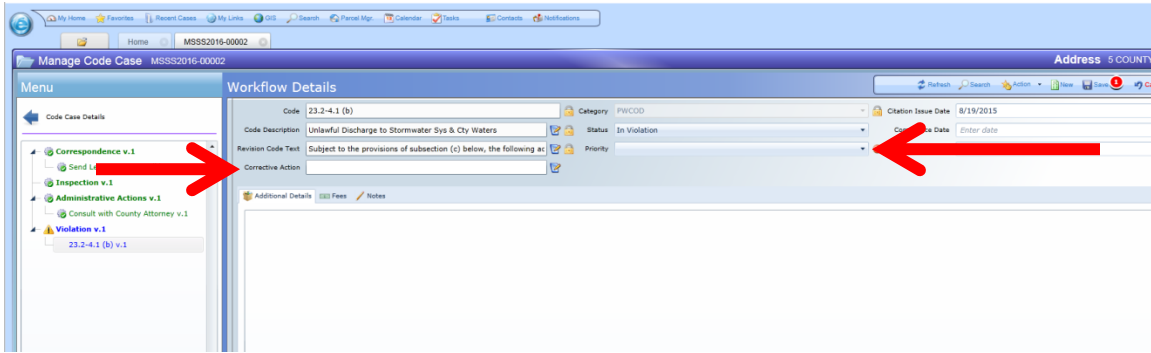 My Home Favorites Recent Cases My Links GIS Search Parcel Mgr. Calendar Tasks Contacts Notifications
Home MSSS2016-00002
Manage Code Case MSSS2016-00002 Address 5 COUNTY
Menu Workflow Details Refresh Search Action New Save 1
Code Case Details
Code 23.2-4.1 (b) Category PWCOD Citation Issue Date 8/19/2015
Code Description Unlawful Discharge to Stormwater Sys & Cty Waters Status In Violation Date Enter date
Revision Code Text Subject to the provisions of subsection (c) below, the following ac Priority
Corrective Action
Correspondence v.1
Send Le
Inspection v.1
Administrative Actions v.1
Consult with County Attorney v.1
Violation v.1
23.2-4.1 (b) v.1
Additional Details Fees Notes